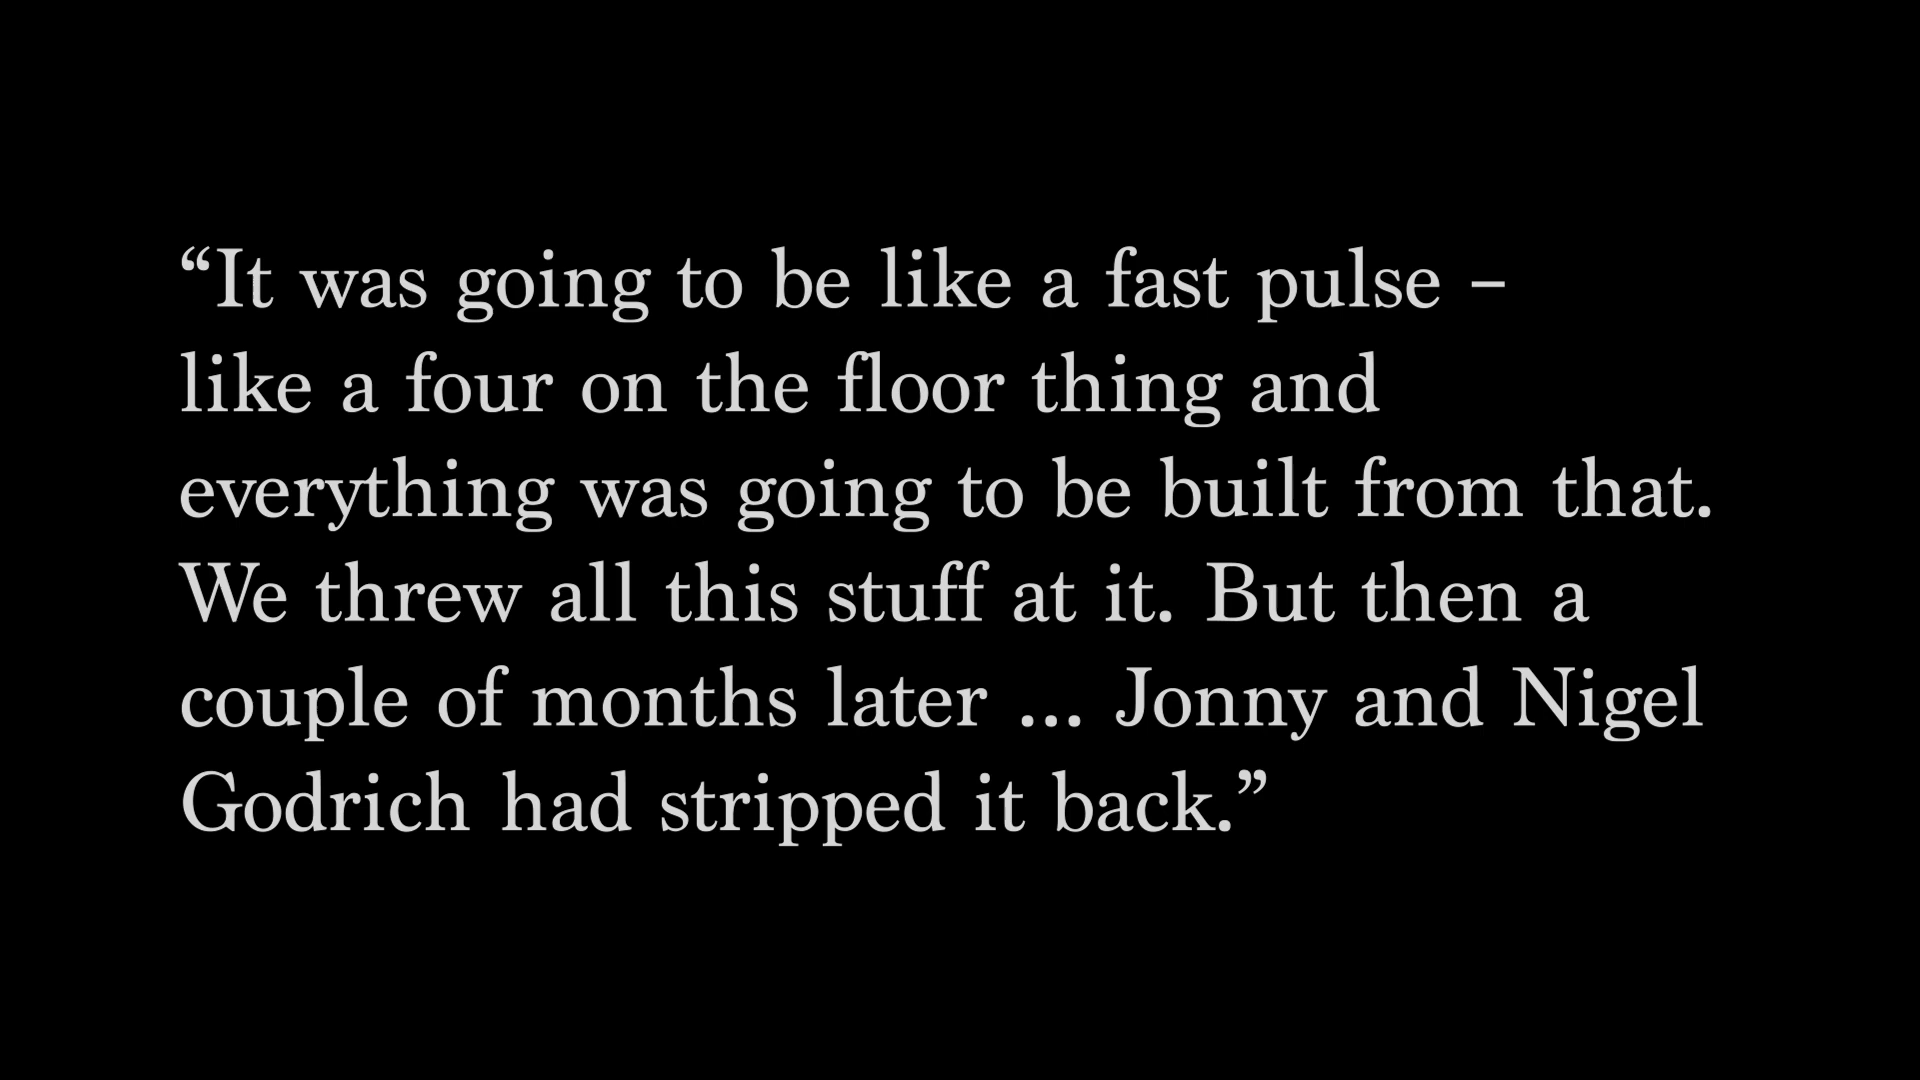 “It was going to be like a fast pulse –
like a four on the floor thing and
everything was going to be built from that.
We threw all this stuff at it. But then a
couple of months later ... Jonny and Nigel
Godrich had stripped it back.”